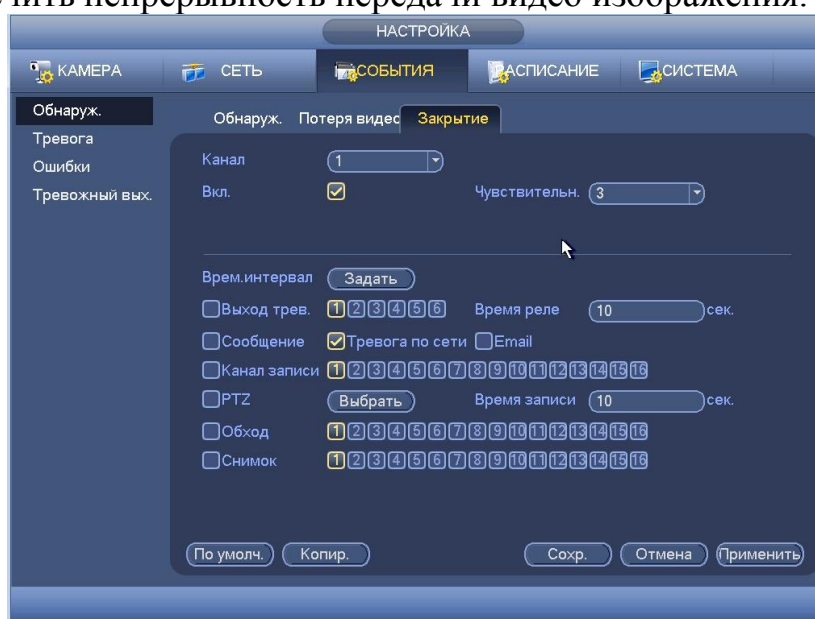 чить непрерывность передачи видео изображения.
НАСТРОЙКА
КАМЕРА СЕТЬ СОБЫТИЯ РАСПИСАНИЕ СИСТЕМА
Обнаруж.
Тревога
Ошибки
Тревожный вых.
Обнаруж. Потеря видео Закрытие
Канал 1
Вкл. Чувствительн. 3
Врем.интервал Задать
Выход трев. 1 2 3 4 5 6 Время реле 10 сек.
Сообщение Тревога по сети Email
Канал записи 1 2 3 4 5 6 7 8 9 10 11 12 13 14 15 16
PTZ Выбрать Время записи 10 сек.
Обход 1 2 3 4 5 6 7 8 9 10 11 12 13 14 15 16
Снимок 1 2 3 4 5 6 7 8 9 10 11 12 13 14 15 16
По умолч. Копир. Сохр. Отмена Применить